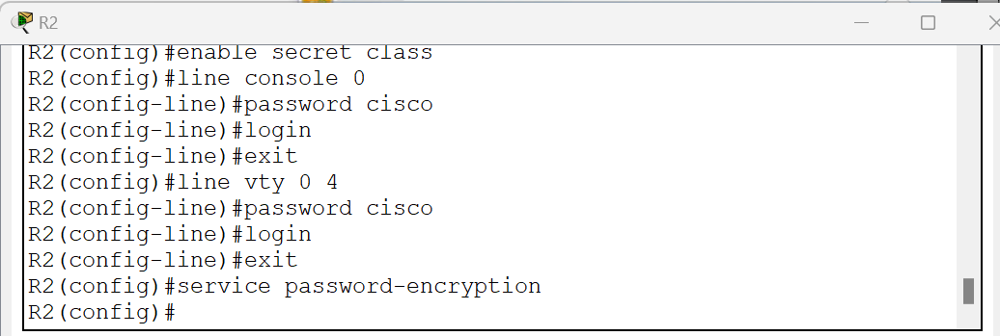 R2
R2(config)#enable secret class
R2(config)#line console 0
R2(config-line)#password cisco
R2(config-line)#login
R2(config-line)#exit
R2(config)#line vty 0 4
R2(config-line)#password cisco
R2(config-line)#login
R2(config-line)#exit
R2(config)#service password-encryption
R2(config)#